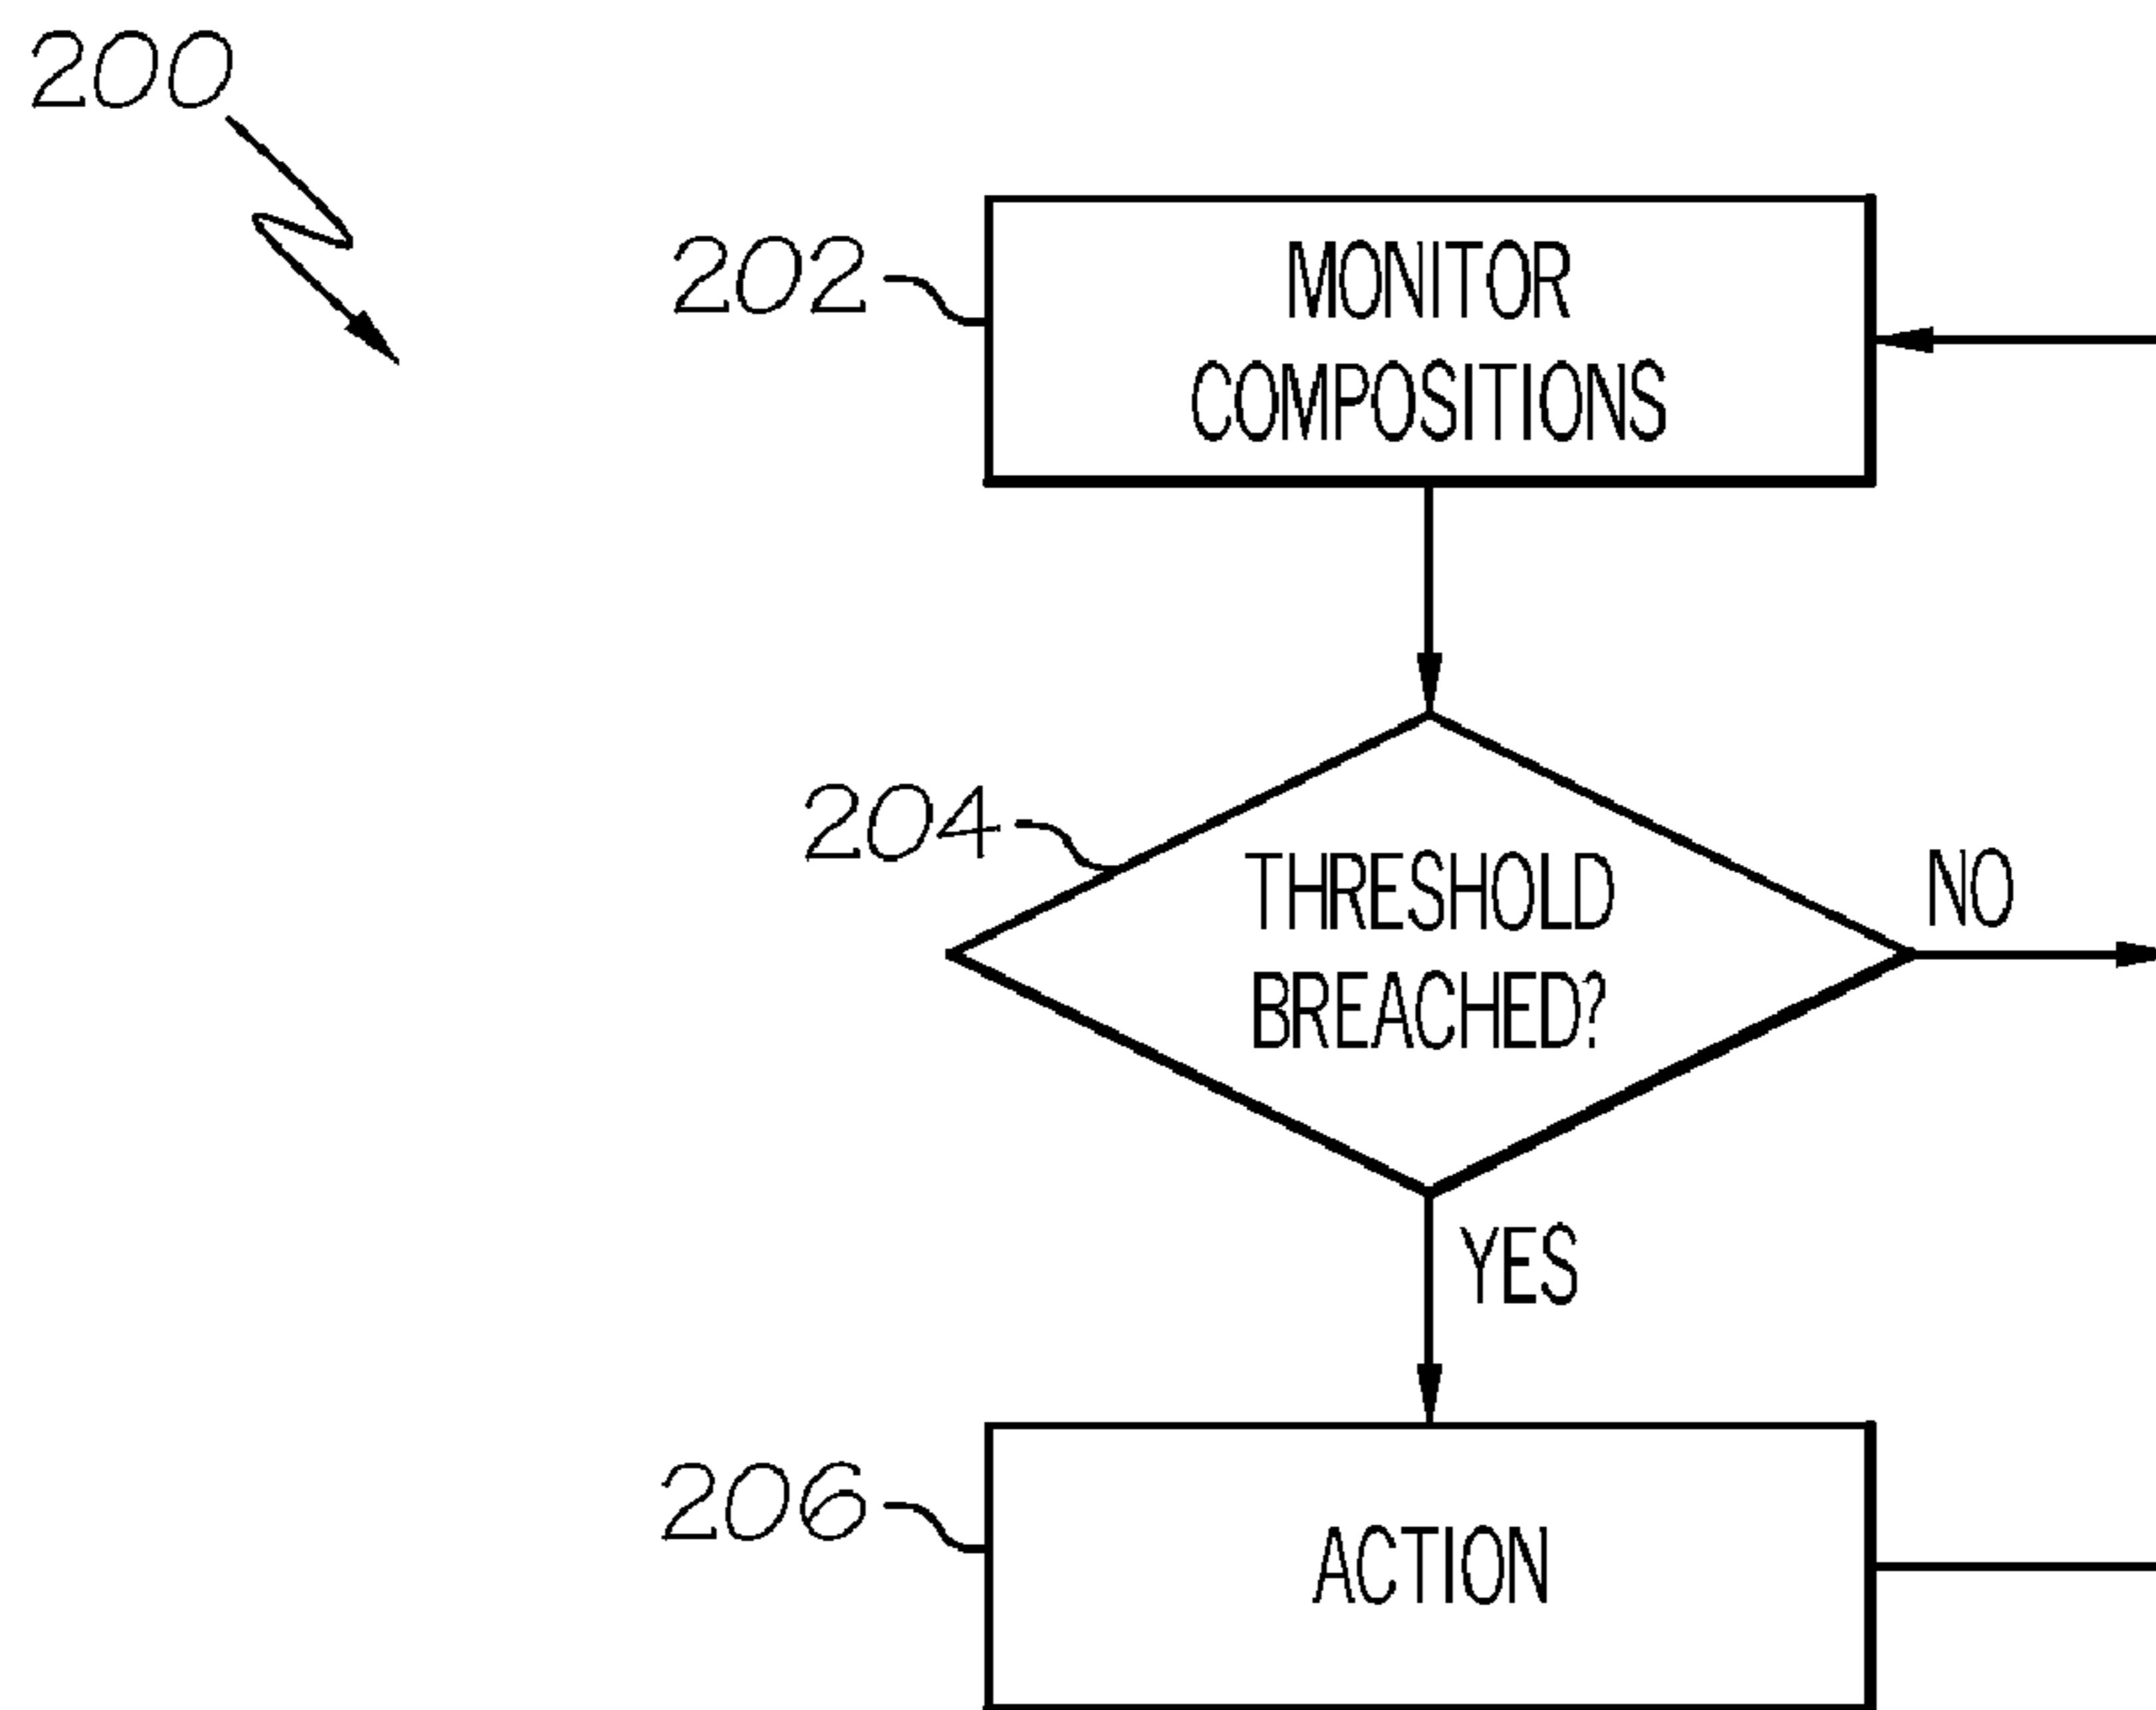 200
202
MONITOR
COMPOSITIONS
204
THRESHOLD
BREACHED?
NO
YES
206
ACTION